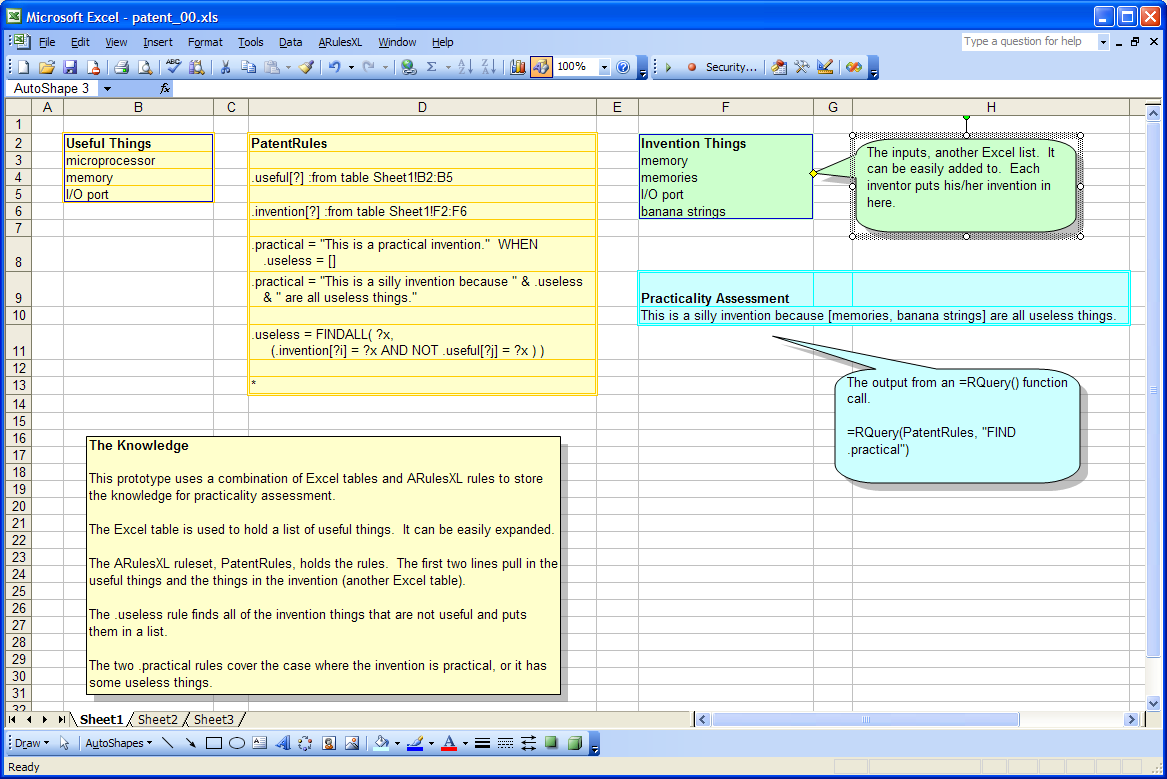 Microsoft Excel - patent_00.xls
File Edit View Insert Format Tools Data ARulesXL Window Help
Type a question for help
ABC
Σ
A Z
Z A
100%
Security...
AutoShape 3
fx
A B C D E F G H
1
2 Useful Things PatentRules Invention Things
3 microprocessor memory
4 memory .useful[?] :from table Sheet1!B2:B5 memories
5 I/O port I/O port
6 .invention[?] :from table Sheet1!F2:F6 banana strings
The inputs, another Excel list. It
can be easily added to. Each
inventor puts his/her invention in
here.
7
.practical = "This is a practical invention." WHEN
8 .useless = []
.practical = "This is a silly invention because " & .useless
9 & " are all useless things." Practicality Assessment
10 This is a silly invention because [memories, banana strings] are all useless things.
.useless = FINDALL( ?x,
11 (.invention[?i] = ?x AND NOT .useful[?j] = ?x ) )
12
13 *
The output from an =RQuery() function
call.
=RQuery(PatentRules, "FIND
.practical")
14
15
16
17
18
19
20
21
22
23
24
25
26
27
28
29
30
31
32
The Knowledge
This prototype uses a combination of Excel tables and ARulesXL rules to store
the knowledge for practicality assessment.
The Excel table is used to hold a list of useful things. It can be easily expanded.
The ARulesXL ruleset, PatentRules, holds the rules. The first two lines pull in the
useful things and the things in the invention (another Excel table).
The .useless rule finds all of the invention things that are not useful and puts
them in a list.
The two .practical rules cover the case where the invention is practical, or it has
some useless things.
Sheet1 Sheet2 Sheet3
Draw AutoShapes A
Ready